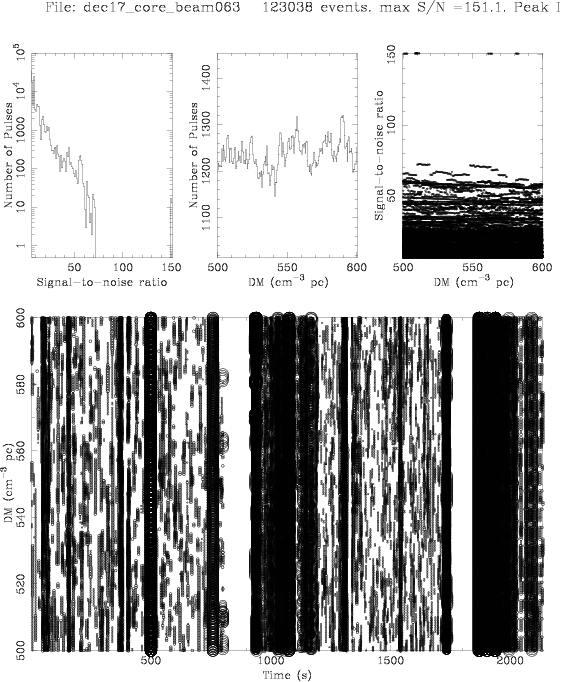 File: dec17_core_beam063 123038 events. max S/N =151.1. Peak I
Number of Pulses
1 10 100 1000 10^4 10^5
50 100 150
Signal-to-noise ratio
Number of Pulses
1100 1200 1300 1400
500 550 600
DM (cm^-3 pc)
Signal-to-noise ratio
50 100 150
500 550 600
DM (cm^-3 pc)
DM (cm^-3 pc)
500 520 540 560 580 600
500 1000 1500 2000
Time (s)